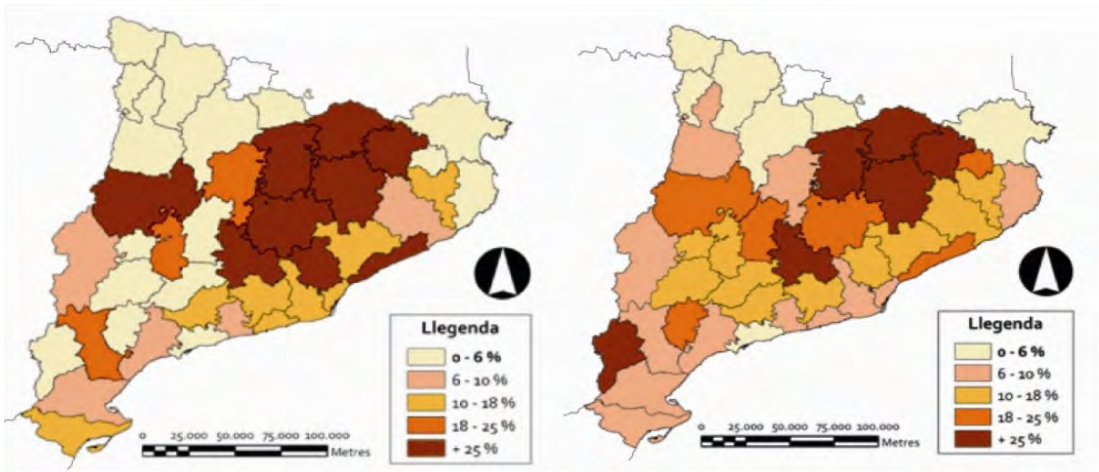 Llegenda
0 - 6 %
6 - 10 %
10 - 18 %
18 - 25 %
+ 25 %
0 25.000 50.000 75.000 100.000
Metres
Llegenda
0 - 6 %
6 - 10 %
10 - 18 %
18 - 25 %
+ 25 %
0 25.000 50.000 75.000 100.000
Metres